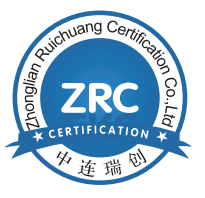 Zhonglian Ruichuang Certification Co.,Ltd
ZRC
CERTIFICATION
中连瑞创